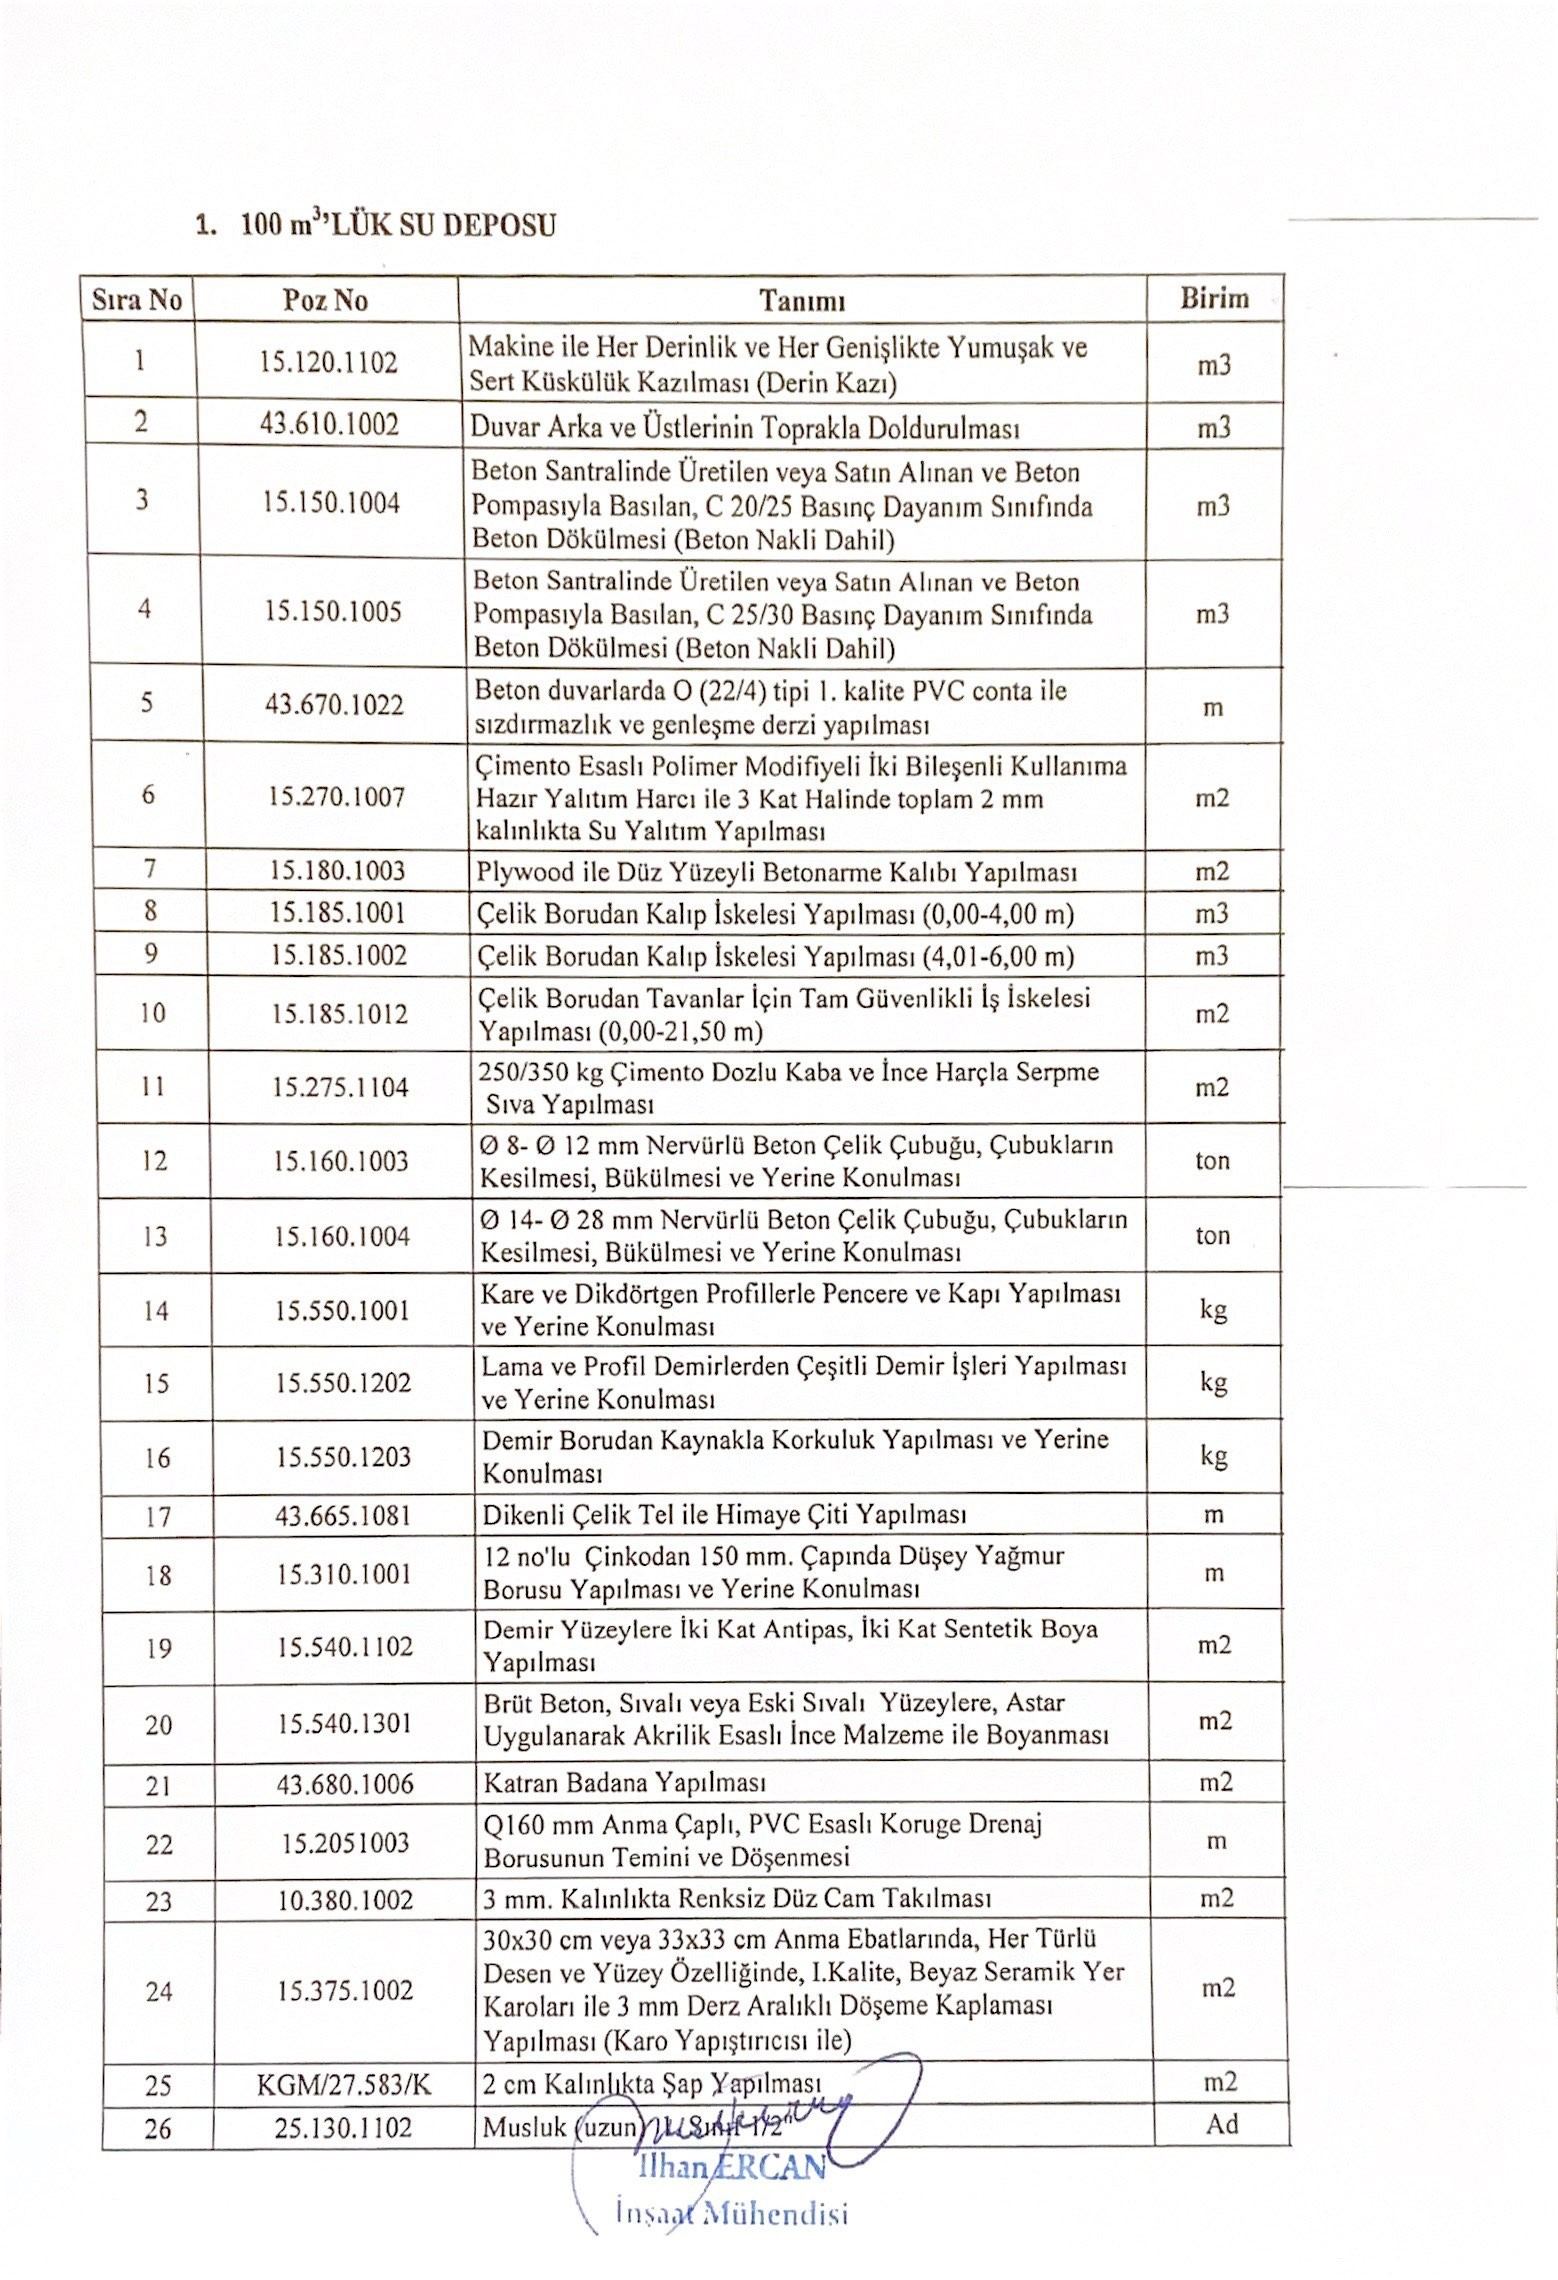 1. 100 m³'LÜK SU DEPOSU
Sıra No Poz No Tanımı Birim
1 15.120.1102 Makine ile Her Derinlik ve Her Genişlikte Yumuşak ve
Sert Küskülük Kazılması (Derin Kazı) m3
2 43.610.1002 Duvar Arka ve Üstlerinin Toprakla Doldurulması m3
3 15.150.1004 Beton Santralinde Üretilen veya Satın Alınan ve Beton
Pompasıyla Basılan, C 20/25 Basınç Dayanım Sınıfında m3
Beton Dökülmesi (Beton Nakli Dahil)
4 15.150.1005 Beton Santralinde Üretilen veya Satın Alınan ve Beton
Pompasıyla Basılan, C 25/30 Basınç Dayanım Sınıfında m3
Beton Dökülmesi (Beton Nakli Dahil)
5 43.670.1022 Beton duvarlarda O (22/4) tipi 1. kalite PVC conta ile
sızdırmazlık ve genleşme derzi yapılması m
6 15.270.1007 Çimento Esaslı Polimer Modifiyeli İki Bileşenli Kullanıma
Hazır Yalıtım Harcı ile 3 Kat Halinde toplam 2 mm m2
kalınlıkta Su Yalıtım Yapılması
7 15.180.1003 Plywood ile Düz Yüzeyli Betonarme Kalıbı Yapılması m2
8 15.185.1001 Çelik Borudan Kalıp İskelesi Yapılması (0,00-4,00 m) m3
9 15.185.1002 Çelik Borudan Kalıp İskelesi Yapılması (4,01-6,00 m) m3
10 15.185.1012 Çelik Borudan Tavanlar İçin Tam Güvenlikli İş İskelesi
Yapılması (0,00-21,50 m) m2
11 15.275.1104 250/350 kg Çimento Dozlu Kaba ve İnce Harçla Serpme
Sıva Yapılması m2
12 15.160.1003 Ø 8- Ø 12 mm Nervürlü Beton Çelik Çubuğu, Çubukların
Kesilmesi, Bükülmesi ve Yerine Konulması ton
13 15.160.1004 Ø 14- Ø 28 mm Nervürlü Beton Çelik Çubuğu, Çubukların
Kesilmesi, Bükülmesi ve Yerine Konulması ton
14 15.550.1001 Kare ve Dikdörtgen Profillerle Pencere ve Kapı Yapılması
ve Yerine Konulması kg
15 15.550.1202 Lama ve Profil Demirlerden Çeşitli Demir İşleri Yapılması
ve Yerine Konulması kg
16 15.550.1203 Demir Borudan Kaynakla Korkuluk Yapılması ve Yerine
Konulması kg
17 43.665.1081 Dikenli Çelik Tel ile Himaye Çiti Yapılması m
18 15.310.1001 12 no'lu Çinkodan 150 mm. Çapında Düşey Yağmur
Borusu Yapılması ve Yerine Konulması m
19 15.540.1102 Demir Yüzeylere İki Kat Antipas, İki Kat Sentetik Boya
Yapılması m2
20 15.540.1301 Brüt Beton, Sıvalı veya Eski Sıvalı Yüzeylere, Astar
Uygulanarak Akrilik Esaslı İnce Malzeme ile Boyanması m2
21 43.680.1006 Katran Badana Yapılması m2
22 15.2051003 Q160 mm Anma Çaplı, PVC Esaslı Koruge Drenaj
Borusunun Temini ve Döşenmesi m
23 10.380.1002 3 mm. Kalınlıkta Renksiz Düz Cam Takılması m2
24 15.375.1002 30x30 cm veya 33x33 cm Anma Ebatlarında, Her Türlü
Desen ve Yüzey Özelliğinde, I.Kalite, Beyaz Seramik Yer m2
Karoları ile 3 mm Derz Aralıklı Döşeme Kaplaması
Yapılması (Karo Yapıştırıcısı ile)
25 KGM/27.583/K 2 cm Kalınlıkta Şap Yapılması m2
26 25.130.1102 Musluk (uzun) Sınıf 1/2" Ad
İlhan ERCAN
İnşaat Mühendisi